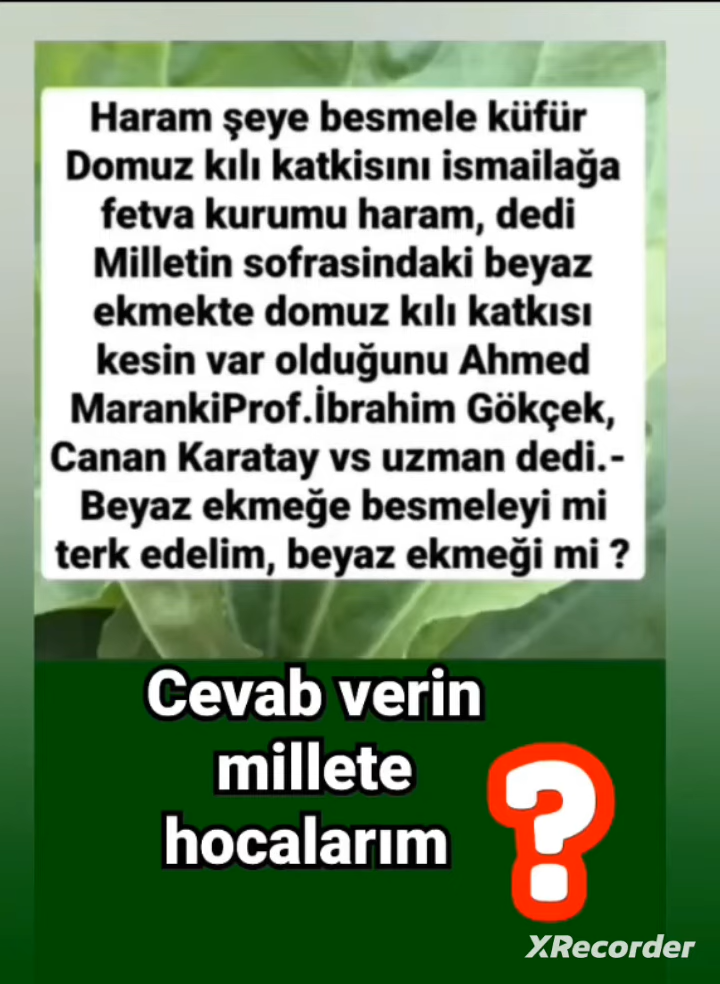 Haram şeye besmele küfür
Domuz kılı katkisını ismailağa
fetva kurumu haram, dedi
Milletin sofrasindaki beyaz
ekmekte domuz kılı katkısı
kesin var olduğunu Ahmed
MarankiProf.İbrahim Gökçek,
Canan Karatay vs uzman dedi.-
Beyaz ekmeğe besmeleyi mi
terk edelim, beyaz ekmeği mi ?
Cevab verin
millete
hocalarım
?
XRecorder